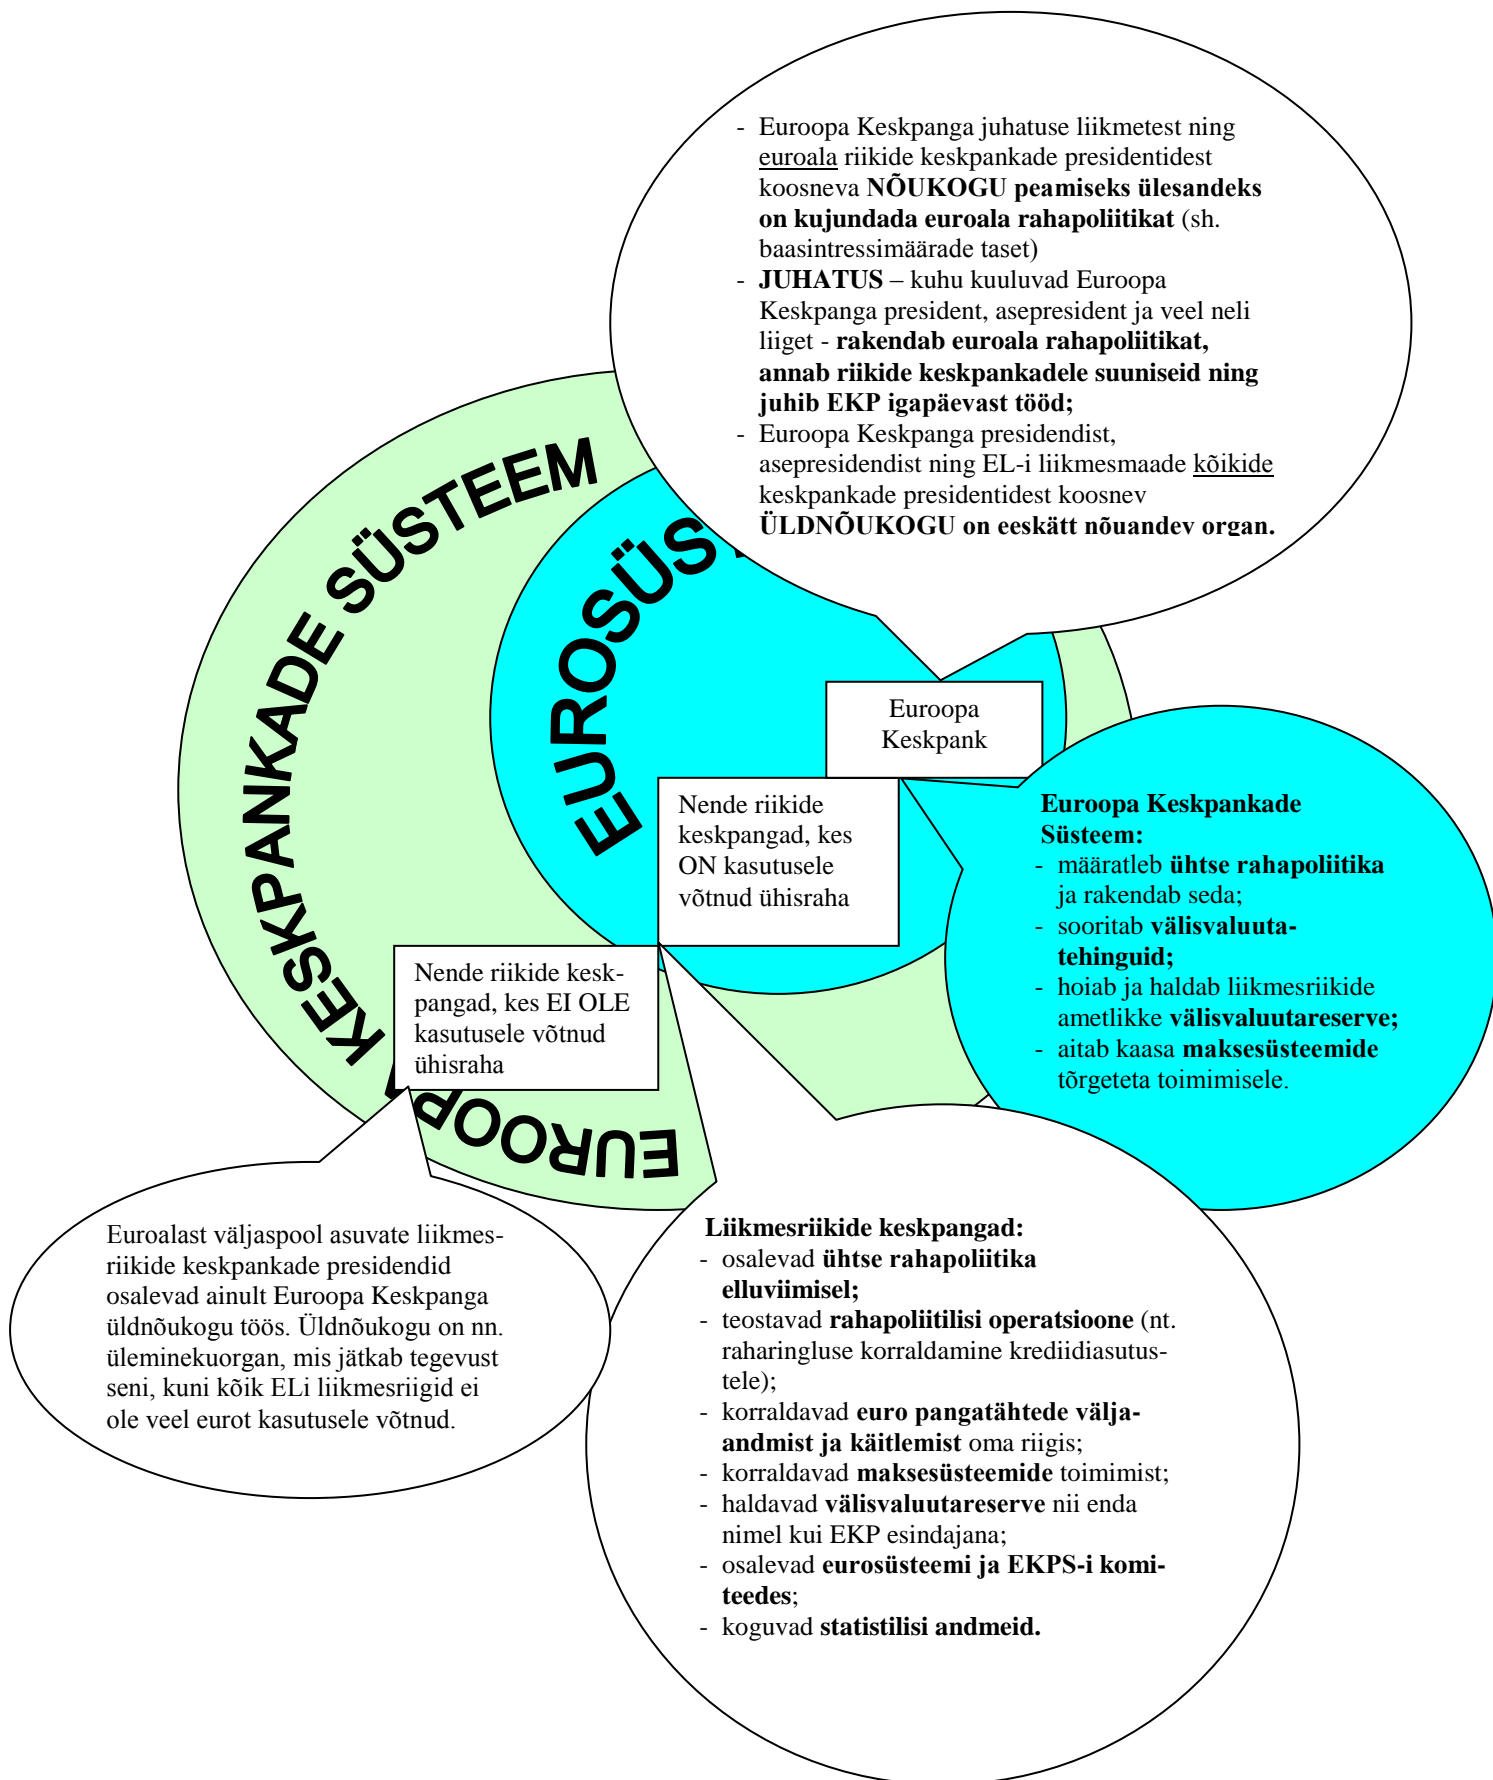 - Euroopa Keskpanga juhatuse liikmetest ning
euroala riikide keskpankade presidentidest
koosneva NÕUKOGU peamiseks ülesandeks
on kujundada euroala rahapoliitikat (sh.
baasintressimäärade taset)
- JUHATUS – kuhu kuuluvad Euroopa
Keskpanga president, asepresident ja veel neli
liiget - rakendab euroala rahapoliitikat,
annab riikide keskpankadele suuniseid ning
juhib EKP igapäevast tööd;
- Euroopa Keskpanga presidendist,
asepresidendist ning EL-i liikmesmaade kõikide
keskpankade presidentidest koosnev
ÜLDNÕUKOGU on eeskätt nõuandev organ.
EUROOPA KESKPANKADE SÜSTEEM
EUROSÜS
Euroopa
Keskpank
Nende riikide
keskpangad, kes
ON kasutusele
võtnud ühisraha
Nende riikide kesk-
pangad, kes EI OLE
kasutusele võtnud
ühisraha
Euroopa Keskpankade
Süsteem:
- määratleb ühtse rahapoliitika
ja rakendab seda;
- sooritab välisvaluuta-
tehinguid;
- hoiab ja haldab liikmesriikide
ametlikke välisvaluutareserve;
- aitab kaasa maksesüsteemide
tõrgeteta toimimisele.
Euroalast väljaspool asuvate liikmes-
riikide keskpankade presidendid
osalevad ainult Euroopa Keskpanga
üldnõukogu töös. Üldnõukogu on nn.
üleminekuorgan, mis jätkab tegevust
seni, kuni kõik ELi liikmesriigid ei
ole veel eurot kasutusele võtnud.
Liikmesriikide keskpangad:
- osalevad ühtse rahapoliitika
elluviimisel;
- teostavad rahapoliitilisi operatsioone (nt.
raharingluse korraldamine krediidiasutus-
tele);
- korraldavad euro pangatähtede välja-
andmist ja käitlemist oma riigis;
- korraldavad maksesüsteemide toimimist;
- haldavad välisvaluutareserve nii enda
nimel kui EKP esindajana;
- osalevad eurosüsteemi ja EKPS-i komi-
teedes;
- koguvad statistilisi andmeid.